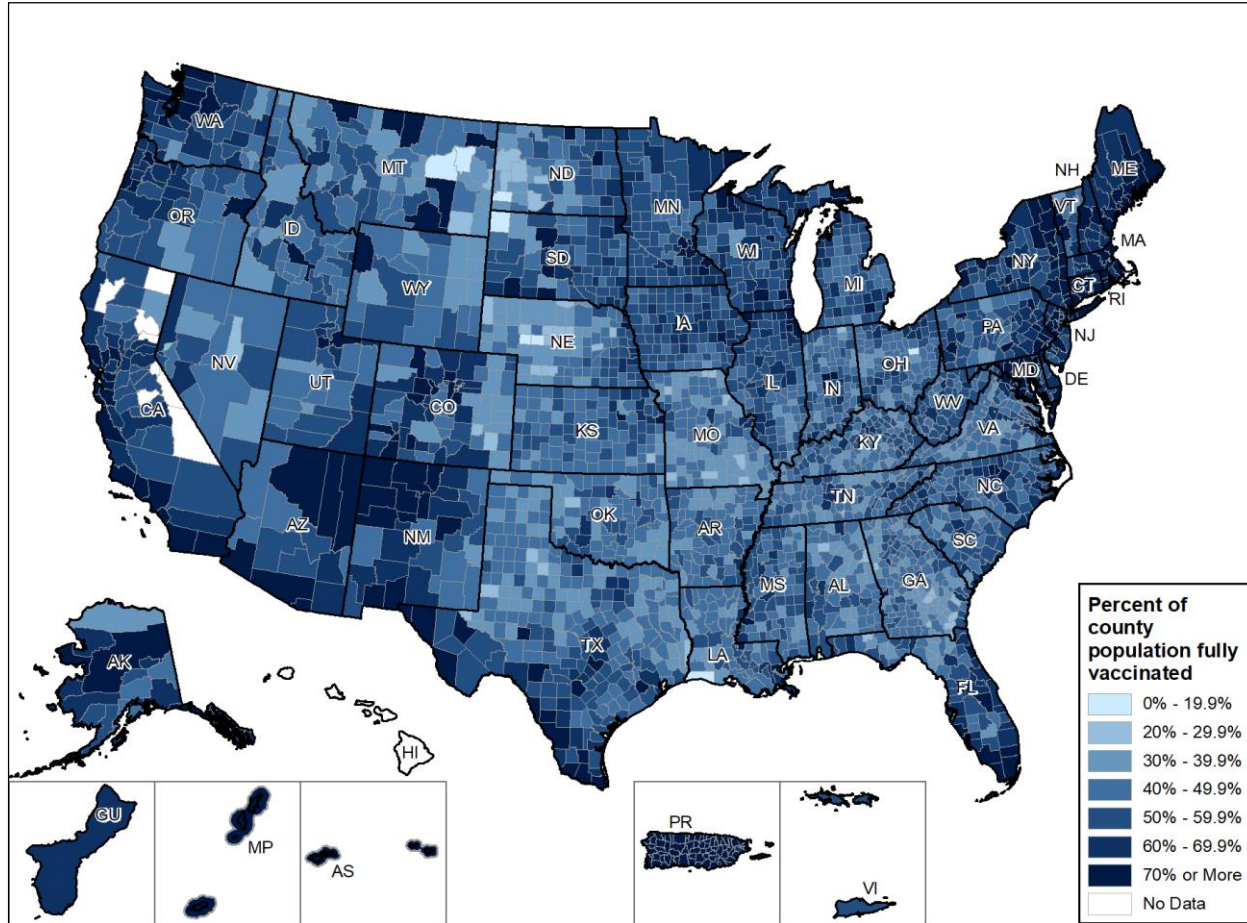 WA
MT
ND
MN
NH
ME
VT
OR
ID
SD
WI
MI
NY
MA
WY
IA
CT
RI
NE
PA
NJ
NV
UT
CO
IL
IN
OH
MD
DE
CA
KS
MO
WV
VA
KY
AZ
NM
OK
AR
TN
NC
SC
MS
AL
GA
TX
LA
FL
AK
HI
GU
MP
AS
PR
VI
Percent of
county
population fully
vaccinated
0% - 19.9%
20% - 29.9%
30% - 39.9%
40% - 49.9%
50% - 59.9%
60% - 69.9%
70% or More
No Data